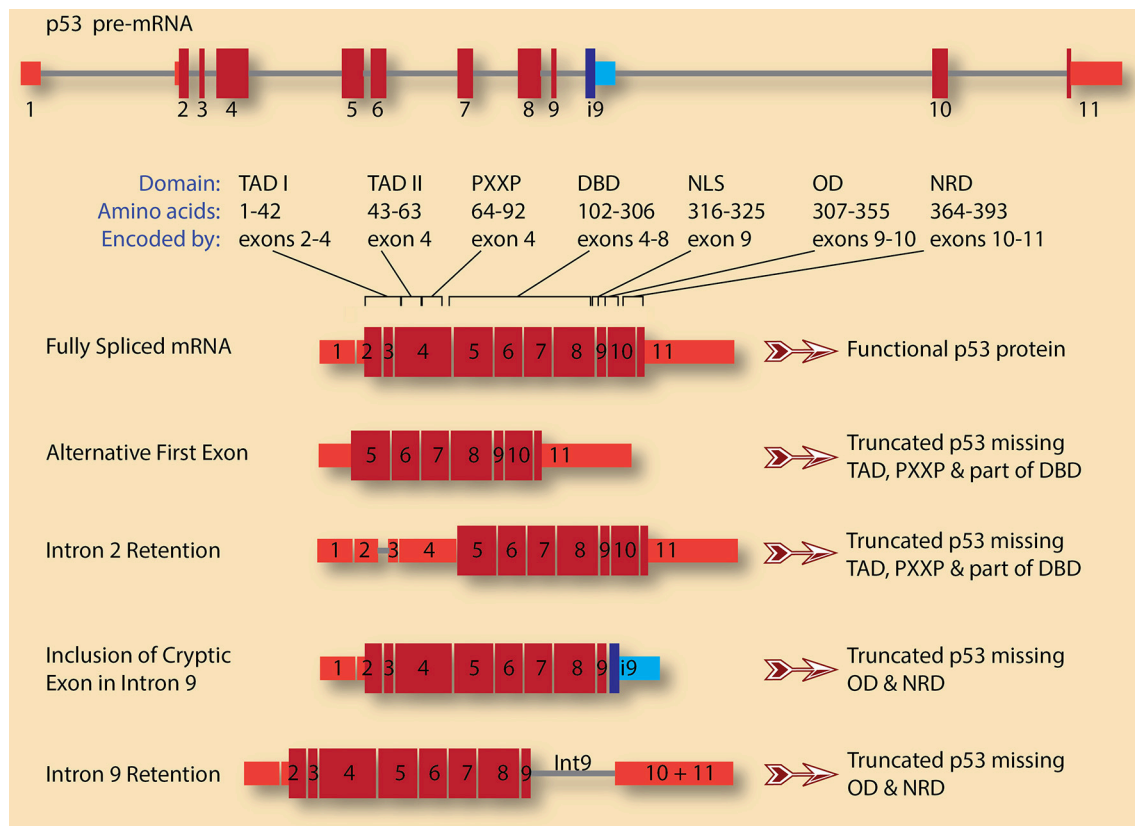 p53 pre-mRNA
1 2 3 4 5 6 7 8 9 i9 10 11
Domain: TAD I TAD II PXXP DBD NLS OD NRD
Amino acids: 1-42 43-63 64-92 102-306 316-325 307-355 364-393
Encoded by: exons 2-4 exon 4 exon 4 exons 4-8 exon 9 exons 9-10 exons 10-11
Fully Spliced mRNA 1 2 3 4 5 6 7 8 9 10 11 Functional p53 protein
Alternative First Exon 5 6 7 8 9 10 11 Truncated p53 missing
TAD, PXXP & part of DBD
Intron 2 Retention 1 2 3 4 5 6 7 8 9 10 11 Truncated p53 missing
TAD, PXXP & part of DBD
Inclusion of Cryptic
Exon in Intron 9
1 2 3 4 5 6 7 8 9 i9
Truncated p53 missing
OD & NRD
Intron 9 Retention 2 3 4 5 6 7 8 9 Int9 10 + 11 Truncated p53 missing
OD & NRD